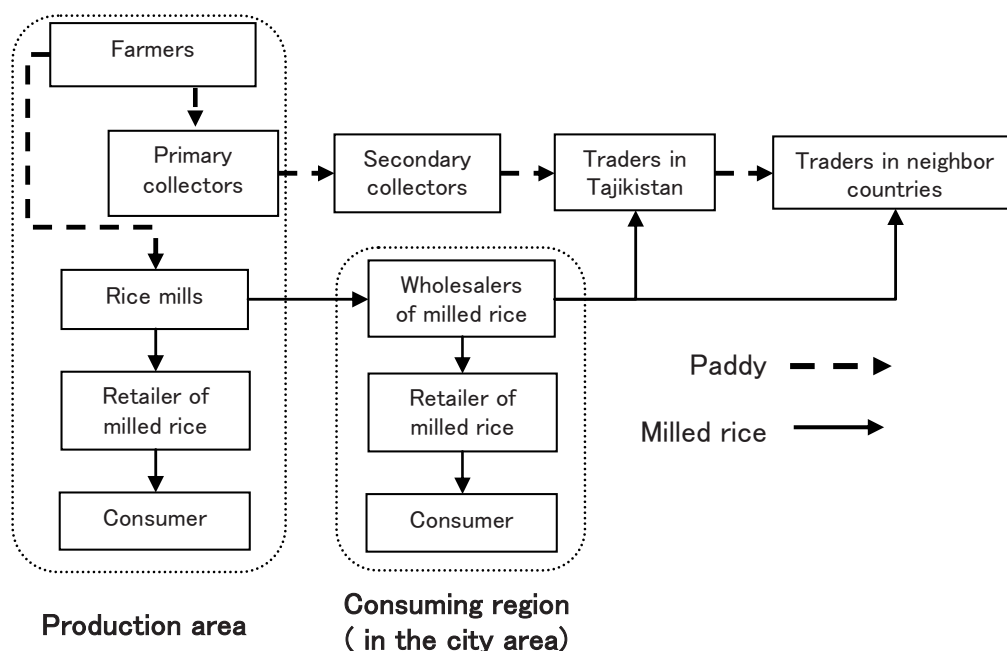 Farmers
Primary
collectors
Secondary
collectors
Traders in
Tajikistan
Traders in neighbor
countries
Rice mills
Wholesalers
of milled rice
Retailer of
milled rice
Retailer of
milled rice
Consumer
Consumer
Paddy
Milled rice
Production area
Consuming region
( in the city area)